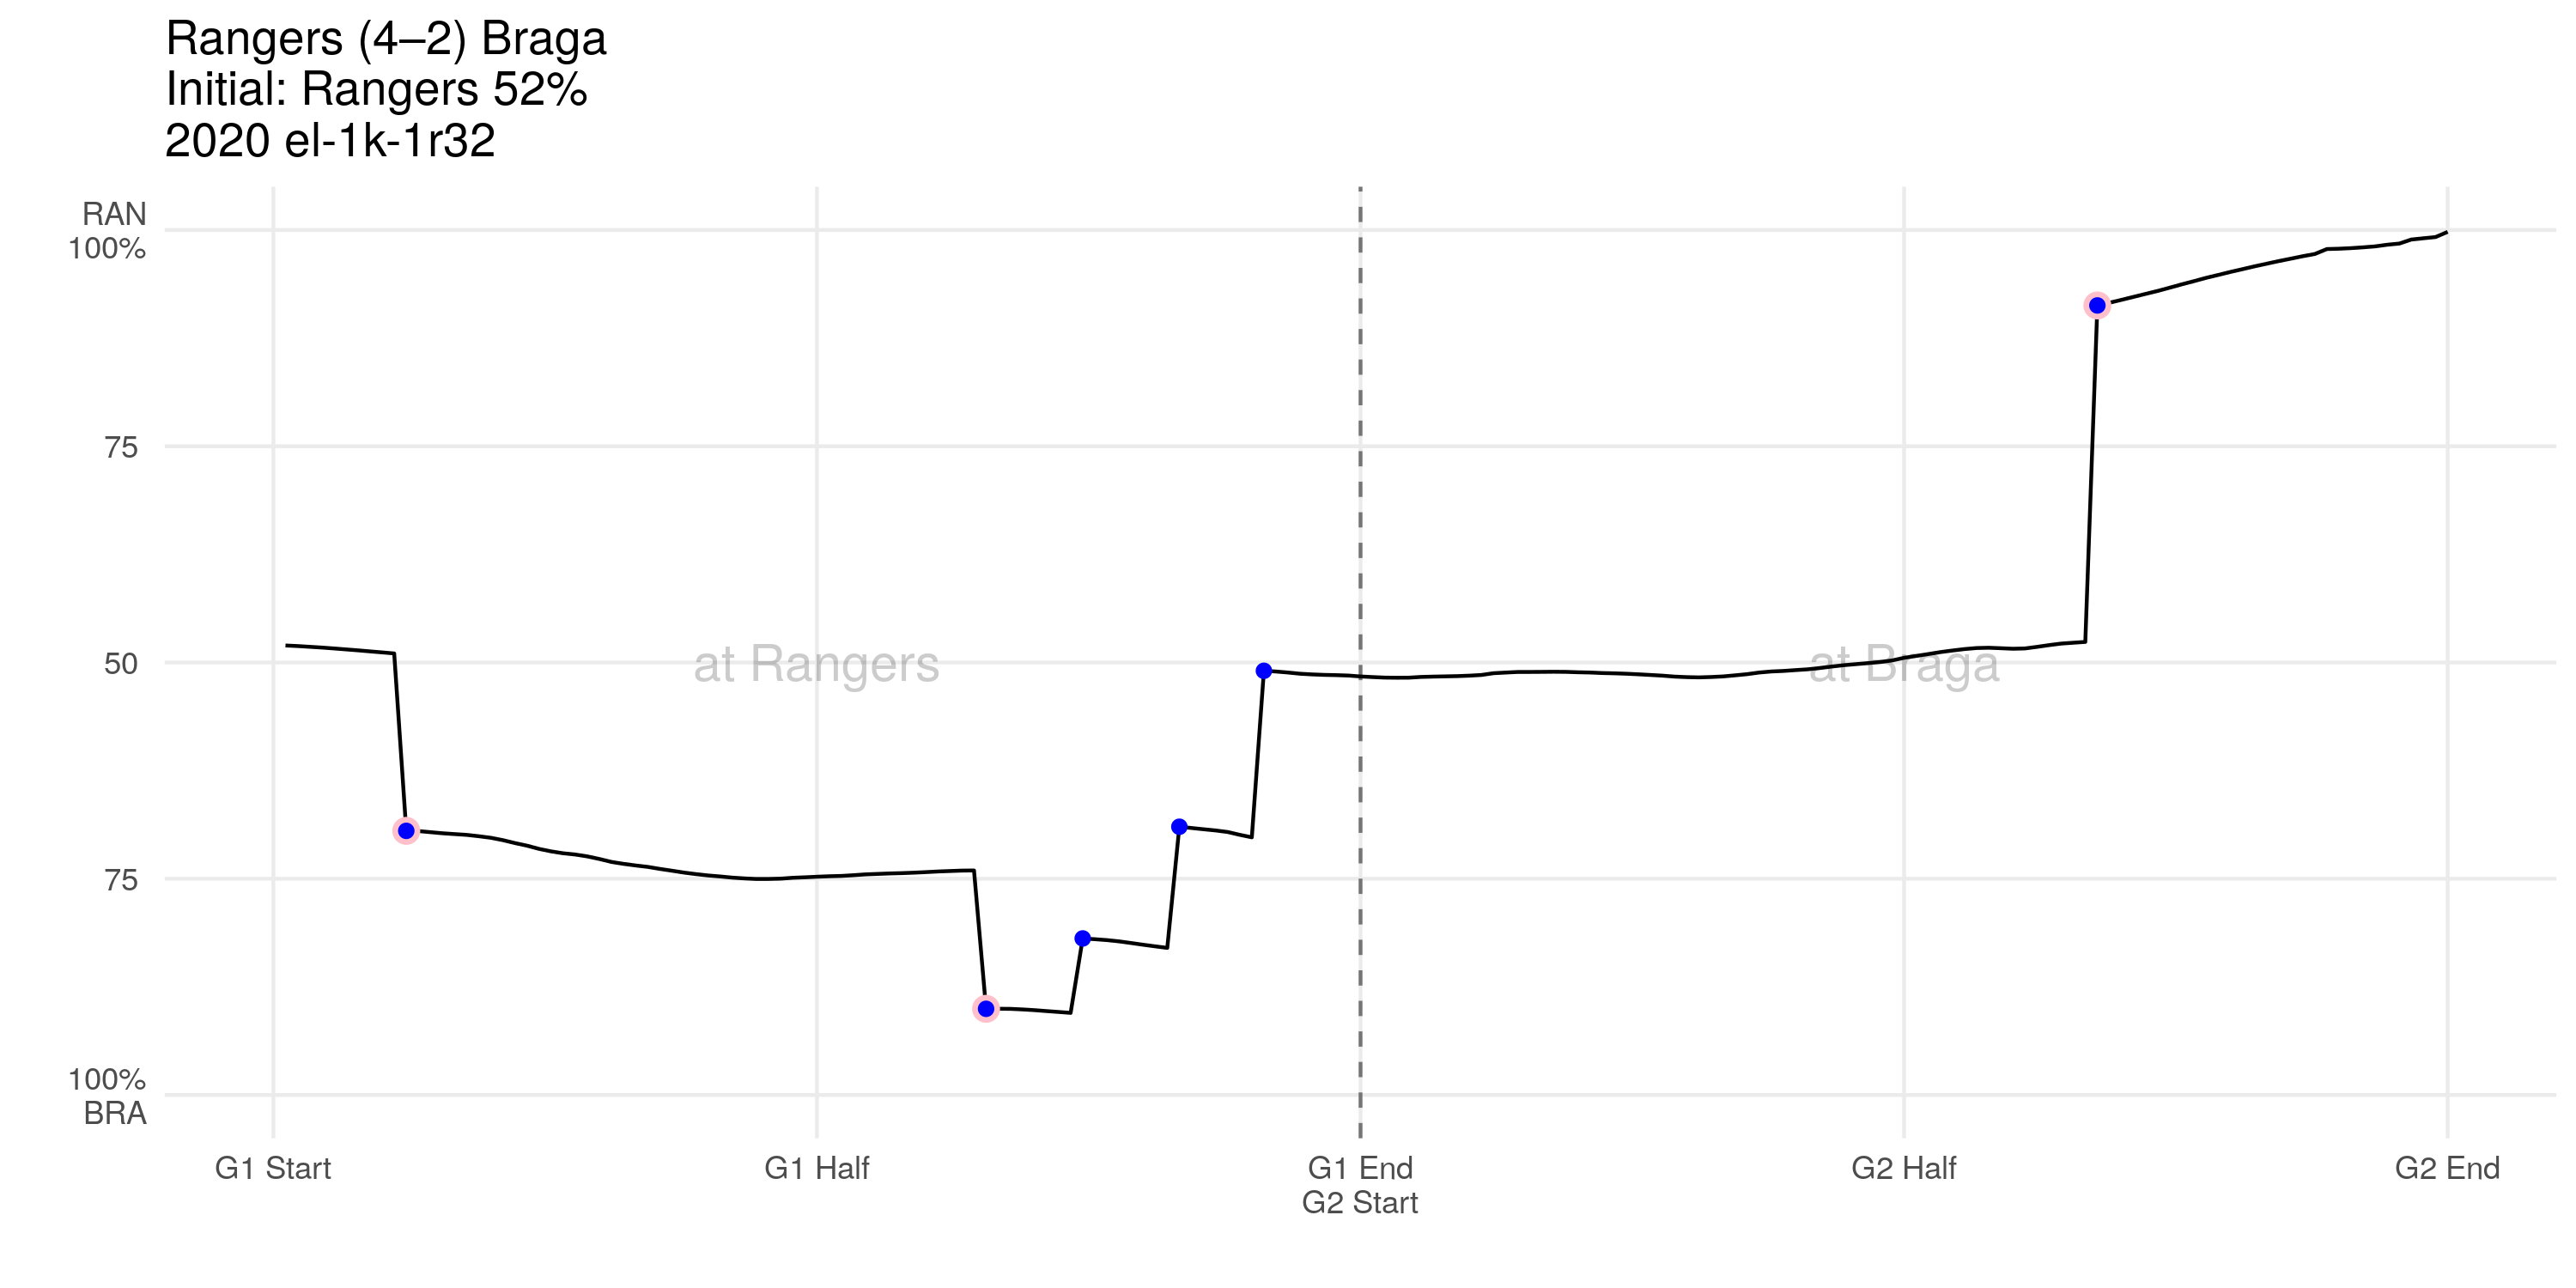 Rangers (4–2) Braga
Initial: Rangers 52%
2020 el-1k-1r32
RAN
100%
75
50
75
100%
BRA
at Rangers
at Braga
G1 Start
G1 Half
G1 End
G2 Start
G2 Half
G2 End